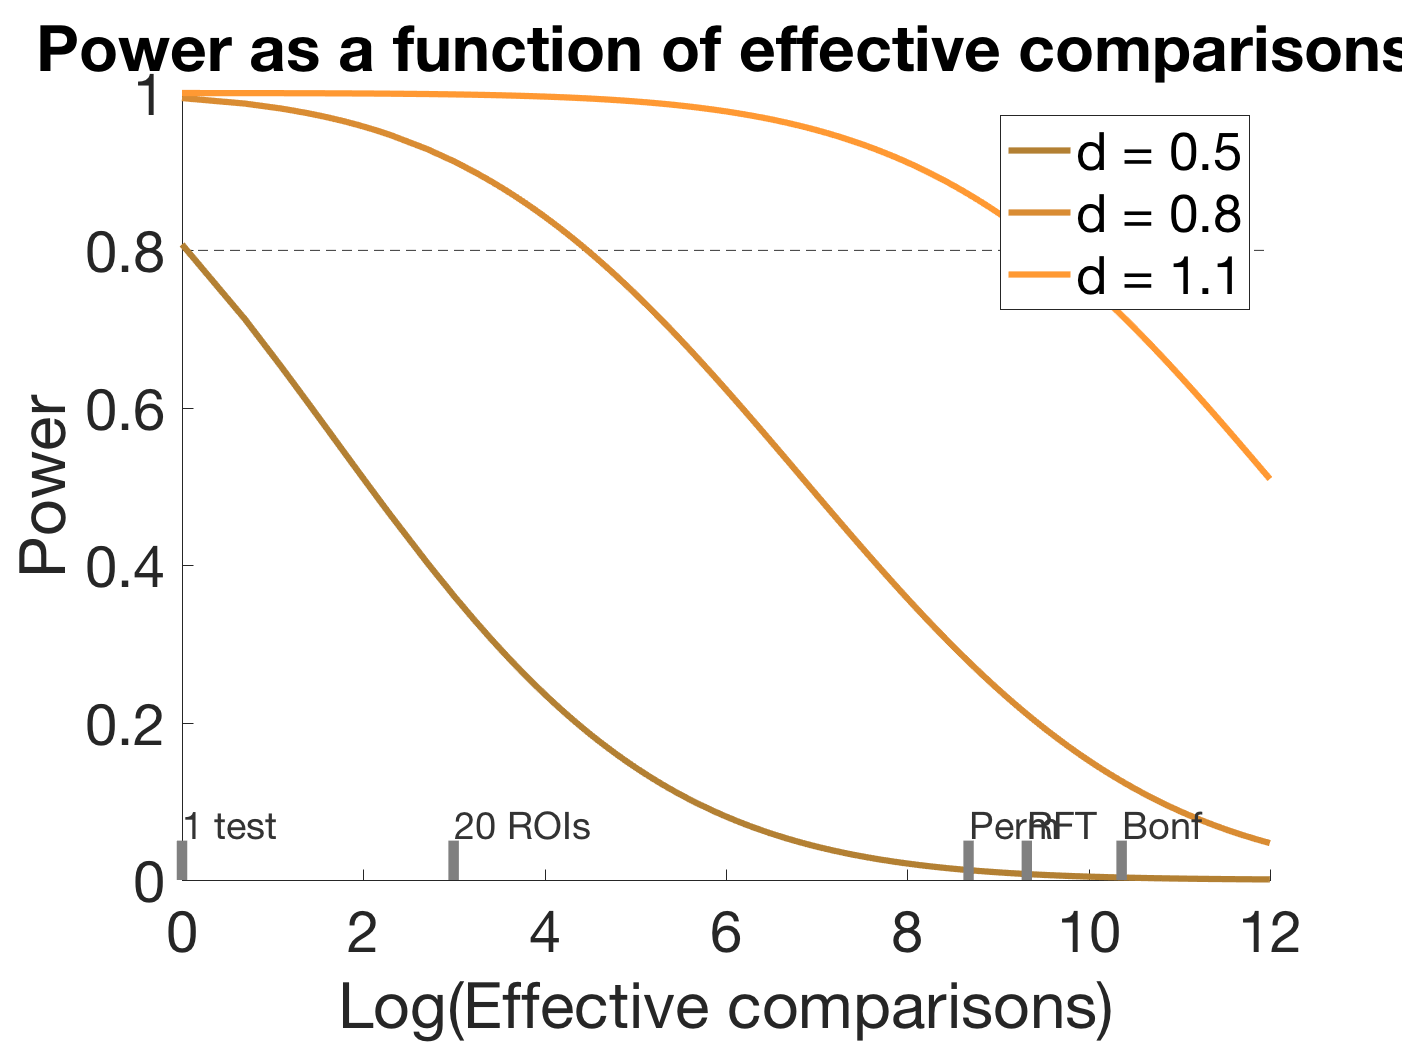 Power as a function of effective comparisons
1
0.8
0.6
0.4
0.2
0
Power
d = 0.5
d = 0.8
d = 1.1
1 test
20 ROIs
Perm
RFT
Bonf
0 2 4 6 8 10 12
Log(Effective comparisons)